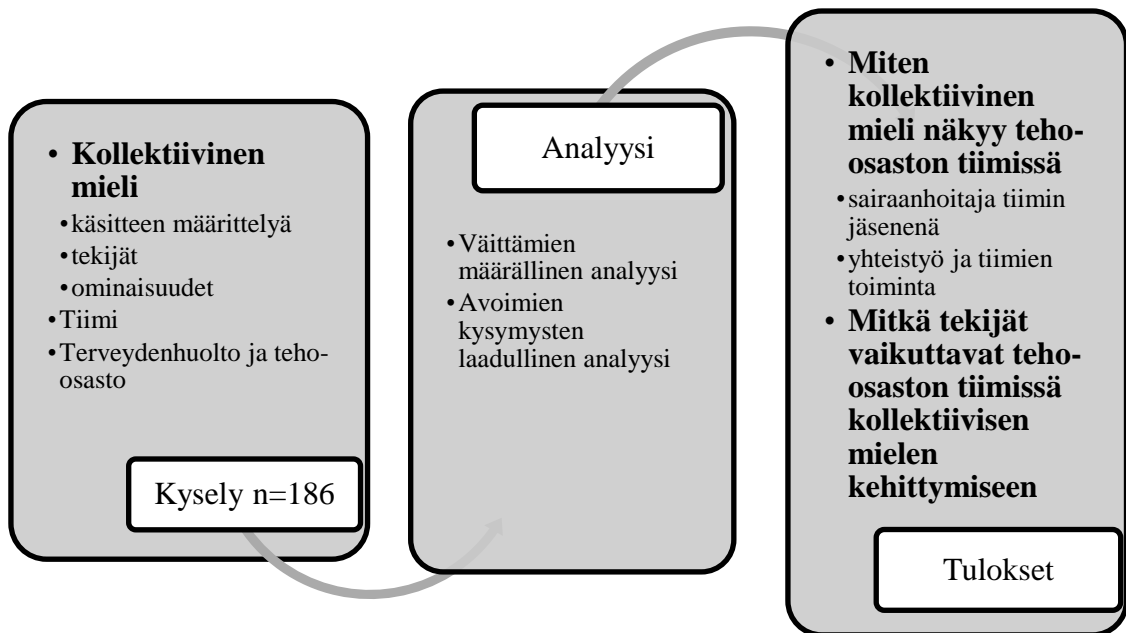 • Kollektiivinen
mieli
•käsitteen määrittelyä
•tekijät
•ominaisuudet
•Tiimi
•Terveydenhuolto ja teho-
osasto
Kysely n=186
Analyysi
•Väittämien
määrällinen analyysi
•Avoimien
kysymysten
laadullinen analyysi
• Miten
kollektiivinen
mieli näkyy teho-
osaston tiimissä
•sairaanhoitaja tiimin
jäsenenä
•yhteistyö ja tiimien
toiminta
• Mitkä tekijät
vaikuttavat teho-
osaston tiimissä
kollektiivisen
mielen
kehittymiseen
Tulokset